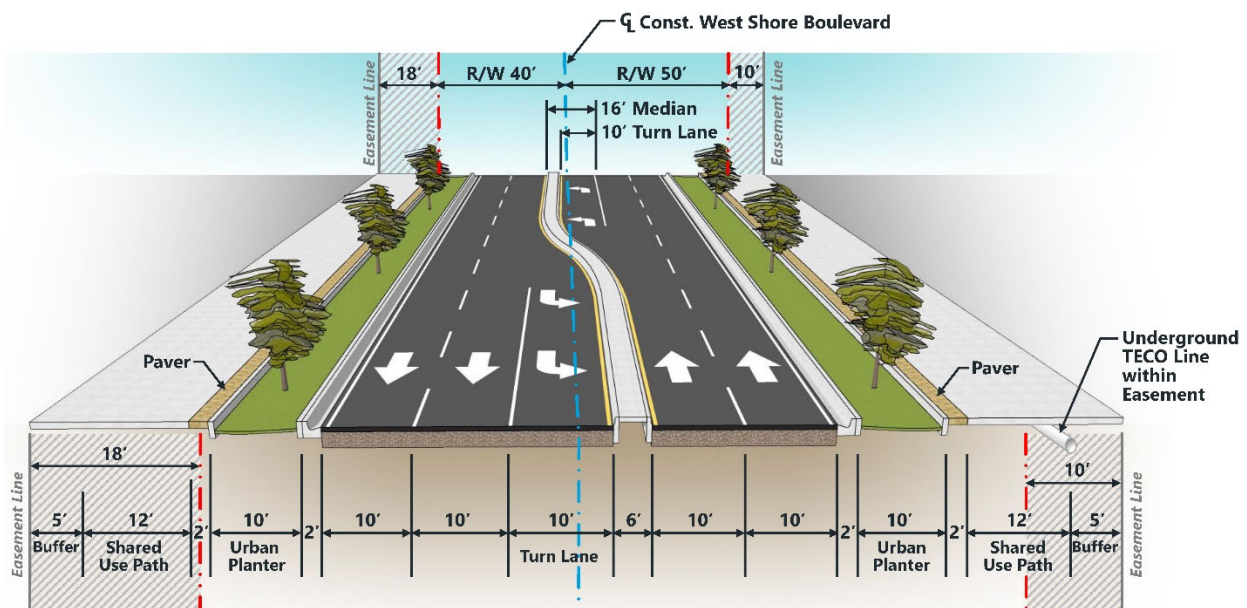 ℄ Const. West Shore Boulevard
18' R/W 40' R/W 50' 10'
Easement Line
Easement Line
16' Median
10' Turn Lane
Paver
Paver
Underground
TECO Line
within
Easement
18'
10'
Easement Line
Easement Line
5' 12' 2' 10' 2' 10' 10' 10' 6' 10' 10' 2' 10' 2' 12' 5'
Buffer Shared Urban Turn Lane Urban Shared Buffer
Use Path Planter Planter Use Path